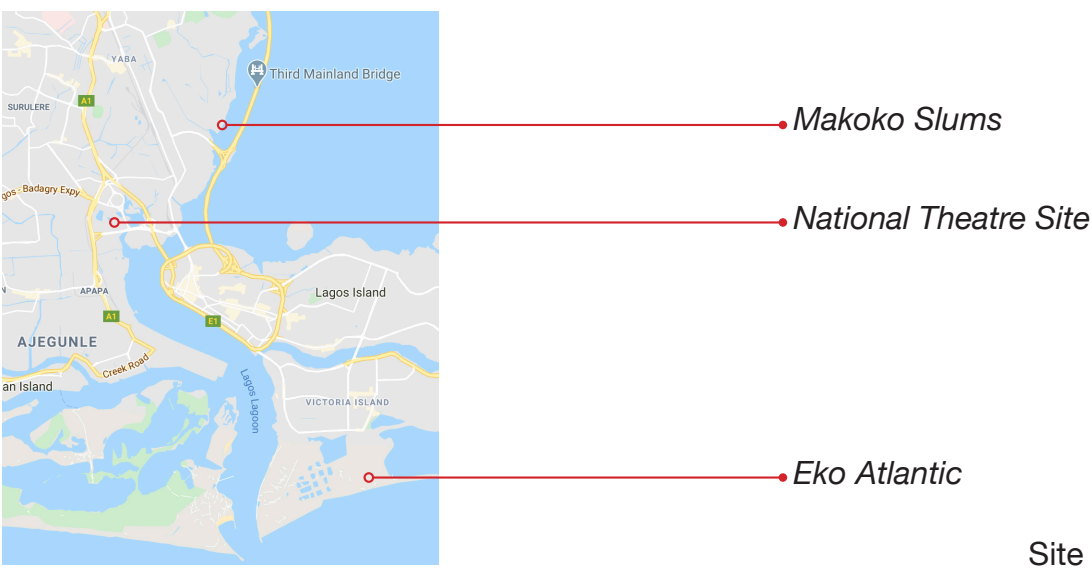 YABA
Third Mainland Bridge
A1
SURULERE
Makoko Slums
gos - Badagry Expy
National Theatre Site
N
APAPA
Lagos Island
A1
E1
AJEGUNLE
Creek Road
an Island
Lagos Lagoon
VICTORIA ISLAND
Eko Atlantic
Site